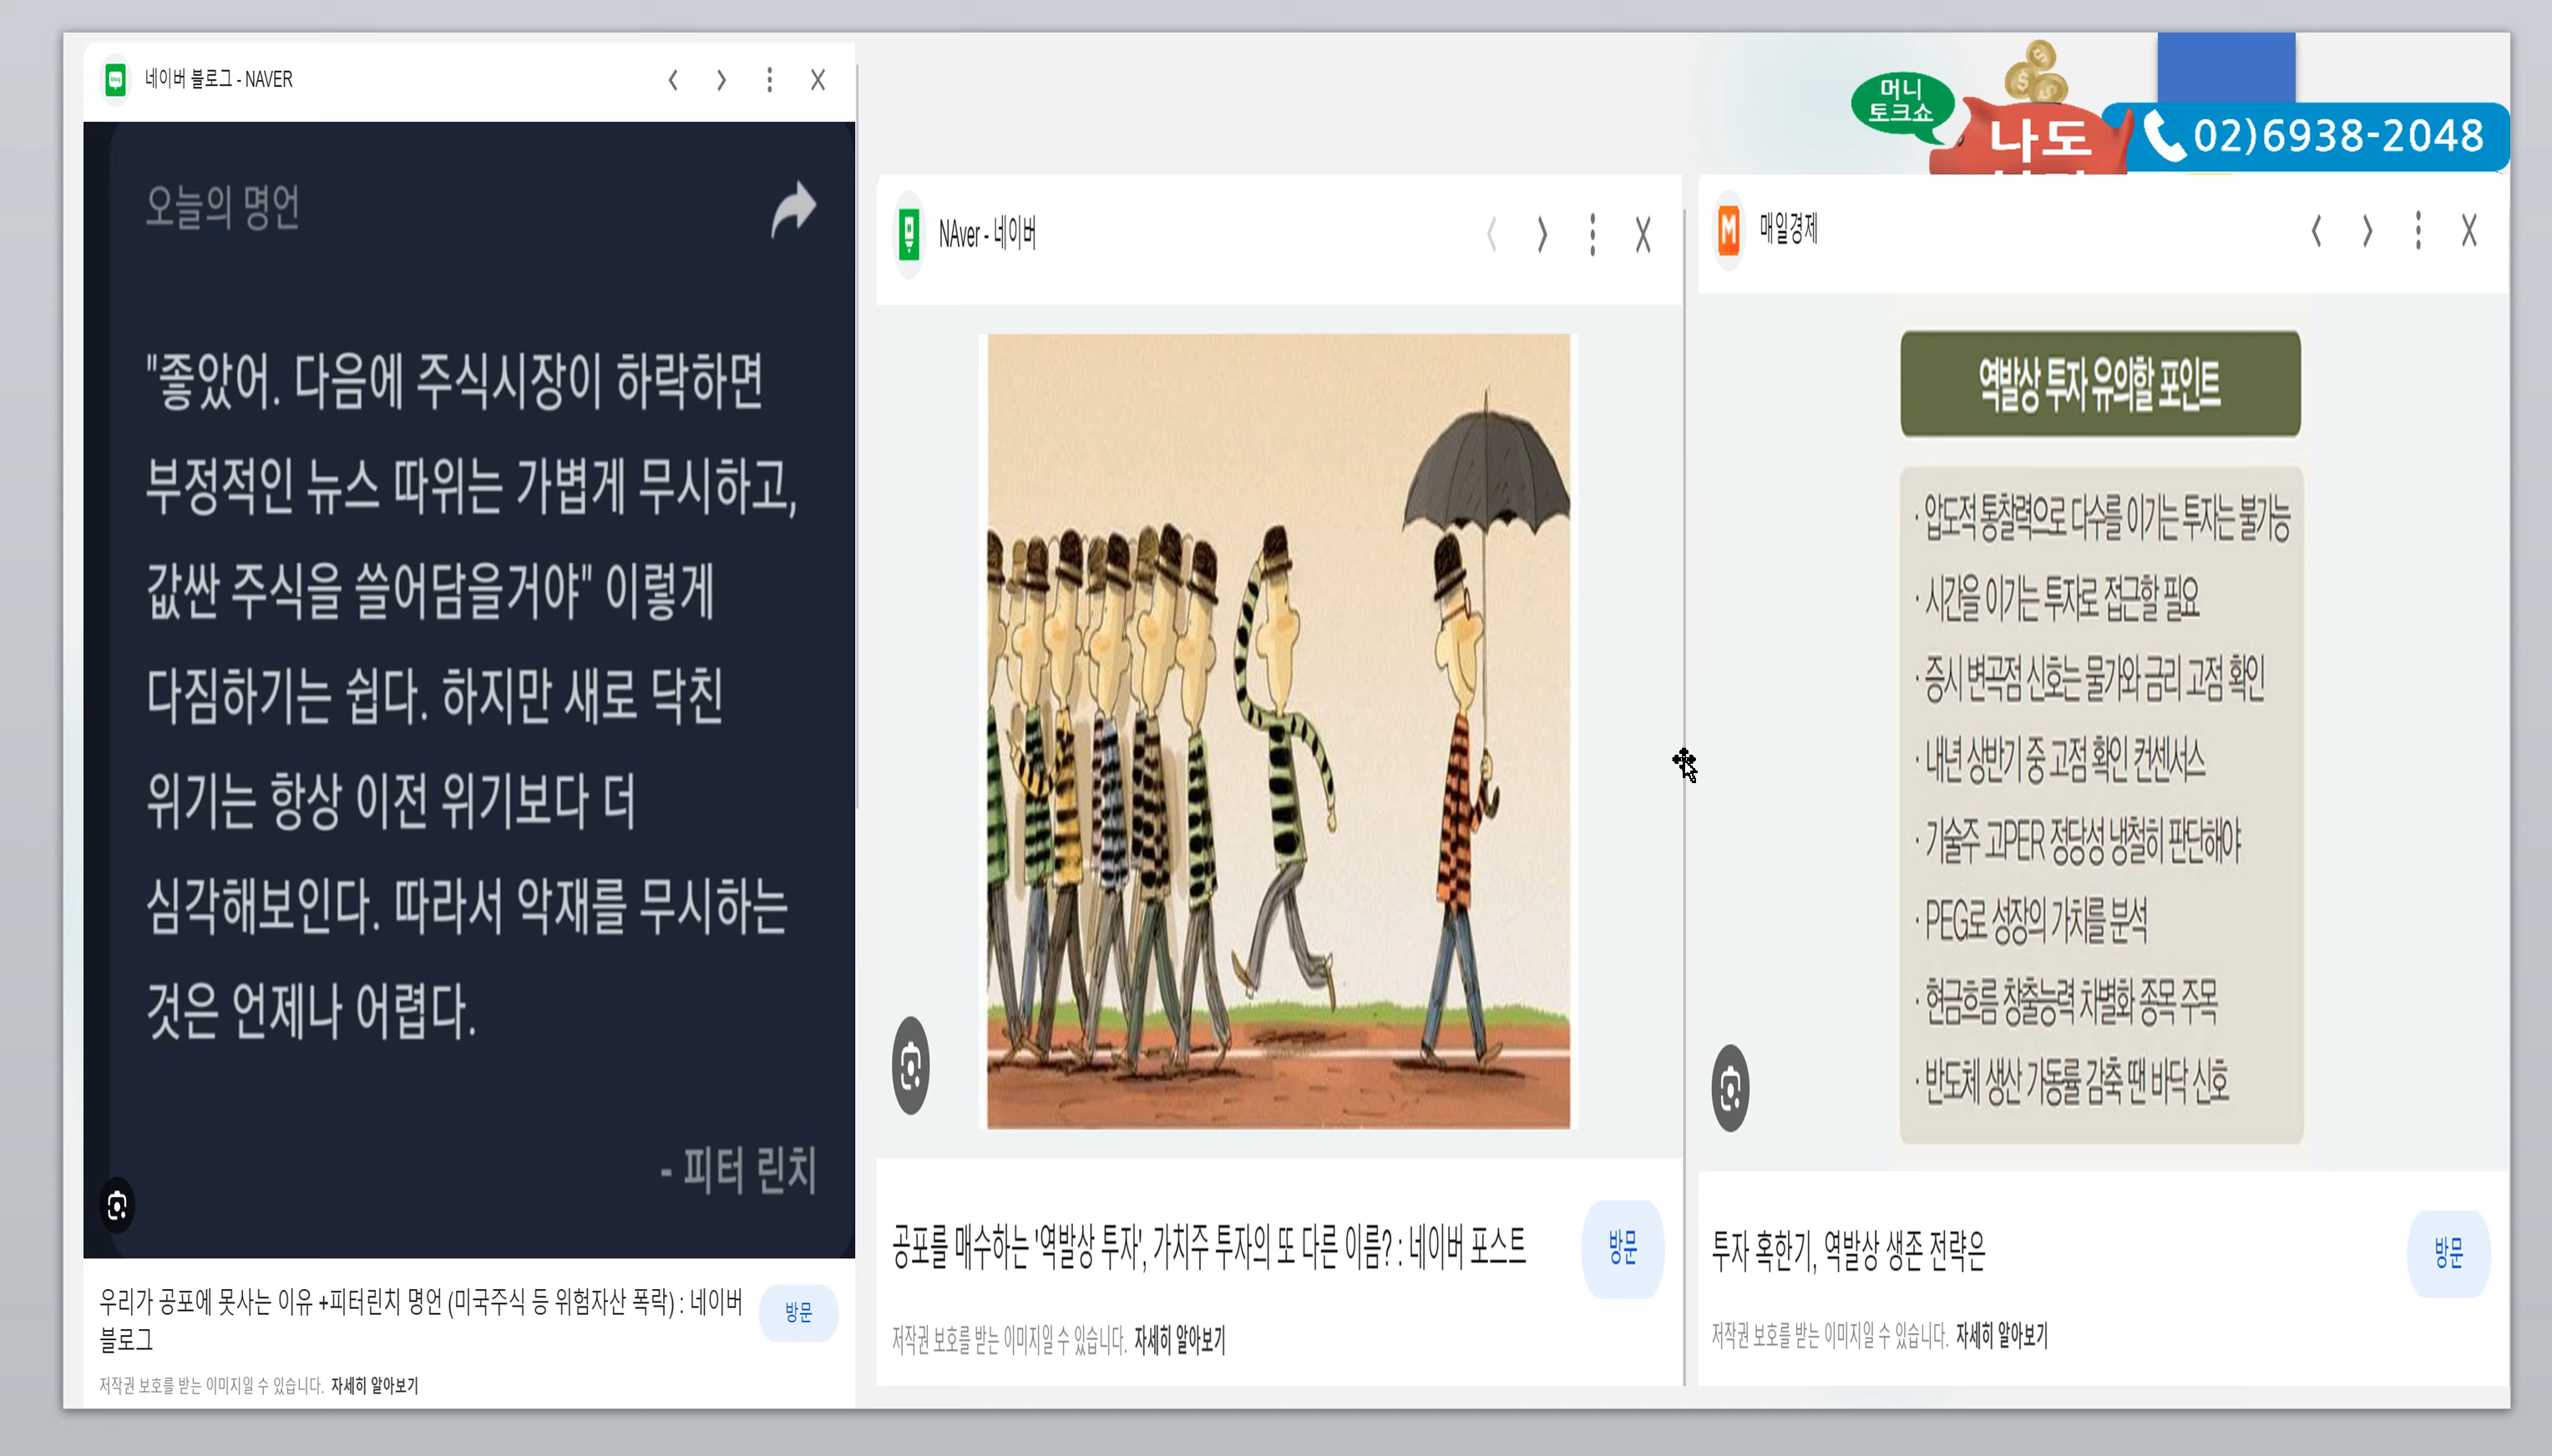 네이버 블로그 - NAVER
오늘의 명언
"좋았어. 다음에 주식시장이 하락하면
부정적인 뉴스 따위는 가볍게 무시하고,
값싼 주식을 쓸어담을거야" 이렇게
다짐하기는 쉽다. 하지만 새로 닥친
위기는 항상 이전 위기보다 더
심각해보인다. 따라서 악재를 무시하는
것은 언제나 어렵다.
- 피터 린치
우리가 공포에 못사는 이유 +피터린치 명언 (미국주식 등 위험자산 폭락) : 네이버
블로그
방문
저작권 보호를 받는 이미지일 수 있습니다. 자세히 알아보기
머니
토크쇼
나도
02)6938-2048
NAver - 네이버
공포를 매수하는 '역발상 투자', 가치주 투자의 또 다른 이름? : 네이버 포스트
방문
저작권 보호를 받는 이미지일 수 있습니다. 자세히 알아보기
M
매일경제
역발상 투자 유의할 포인트
· 압도적 통찰력으로 다수를 이기는 투자는 불가능
· 시간을 이기는 투자로 접근할 필요
· 증시 변곡점 신호는 물가와 금리 고점 확인
· 내년 상반기 중 고점 확인 컨센서스
· 기술주 고PER 정당성 냉철히 판단해야
· PEG로 성장의 가치를 분석
· 현금흐름 창출능력 차별화 종목 주목
· 반도체 생산 가동률 감축 땐 바닥 신호
투자 혹한기, 역발상 생존 전략은
방문
저작권 보호를 받는 이미지일 수 있습니다. 자세히 알아보기